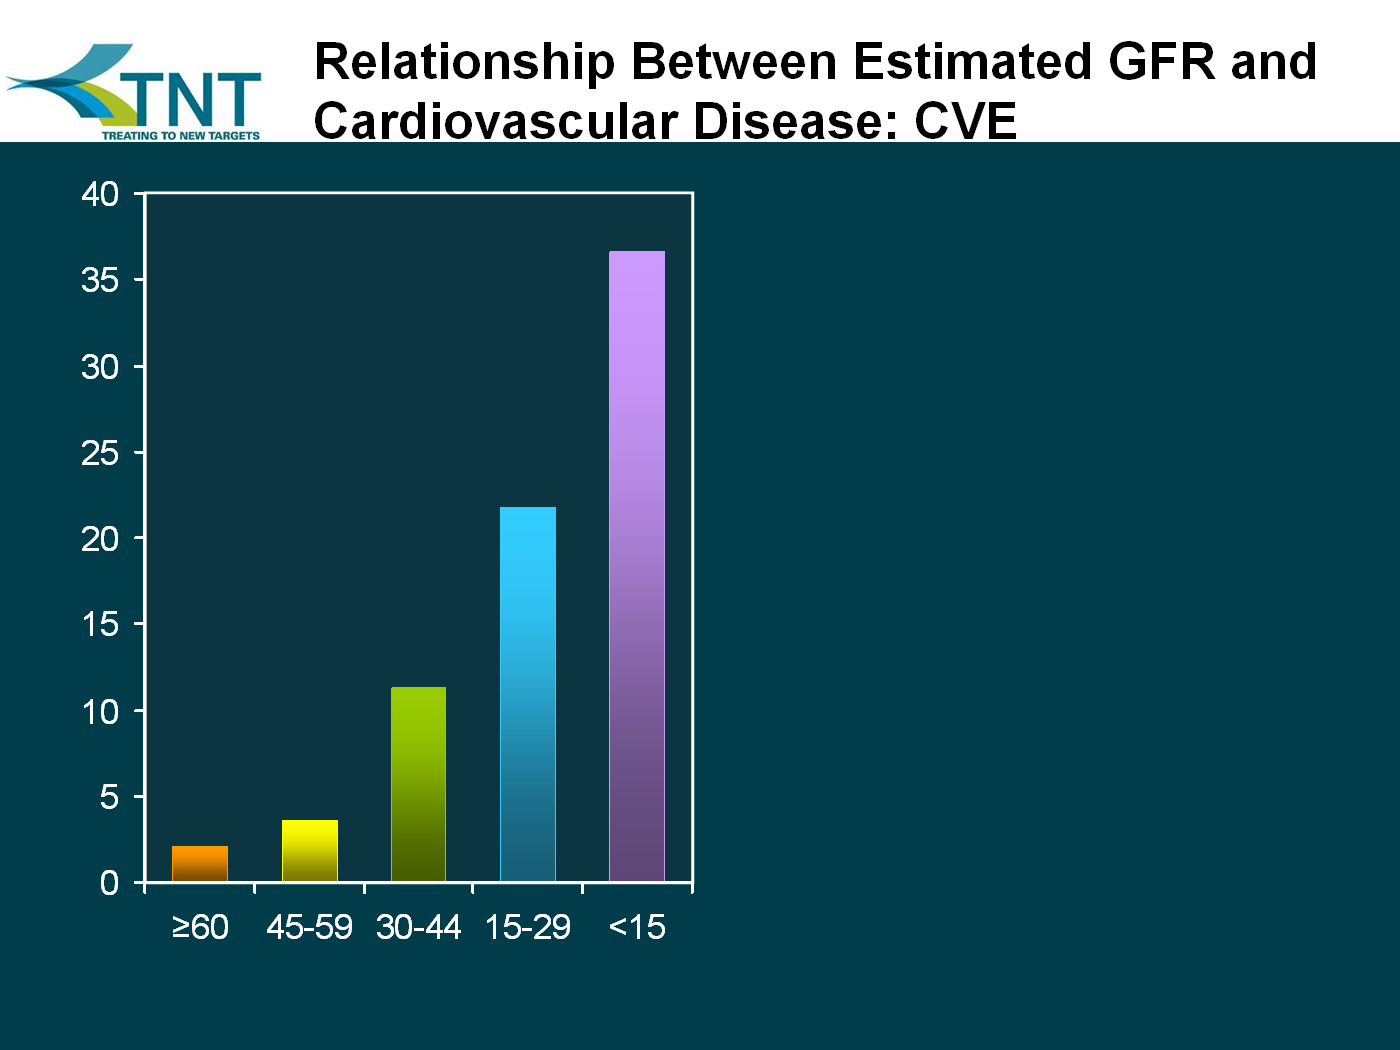 TNT
TREATING TO NEW TARGETS
Relationship Between Estimated GFR and
Cardiovascular Disease: CVE
40
35
30
25
20
15
10
5
0
≥60 45-59 30-44 15-29 <15